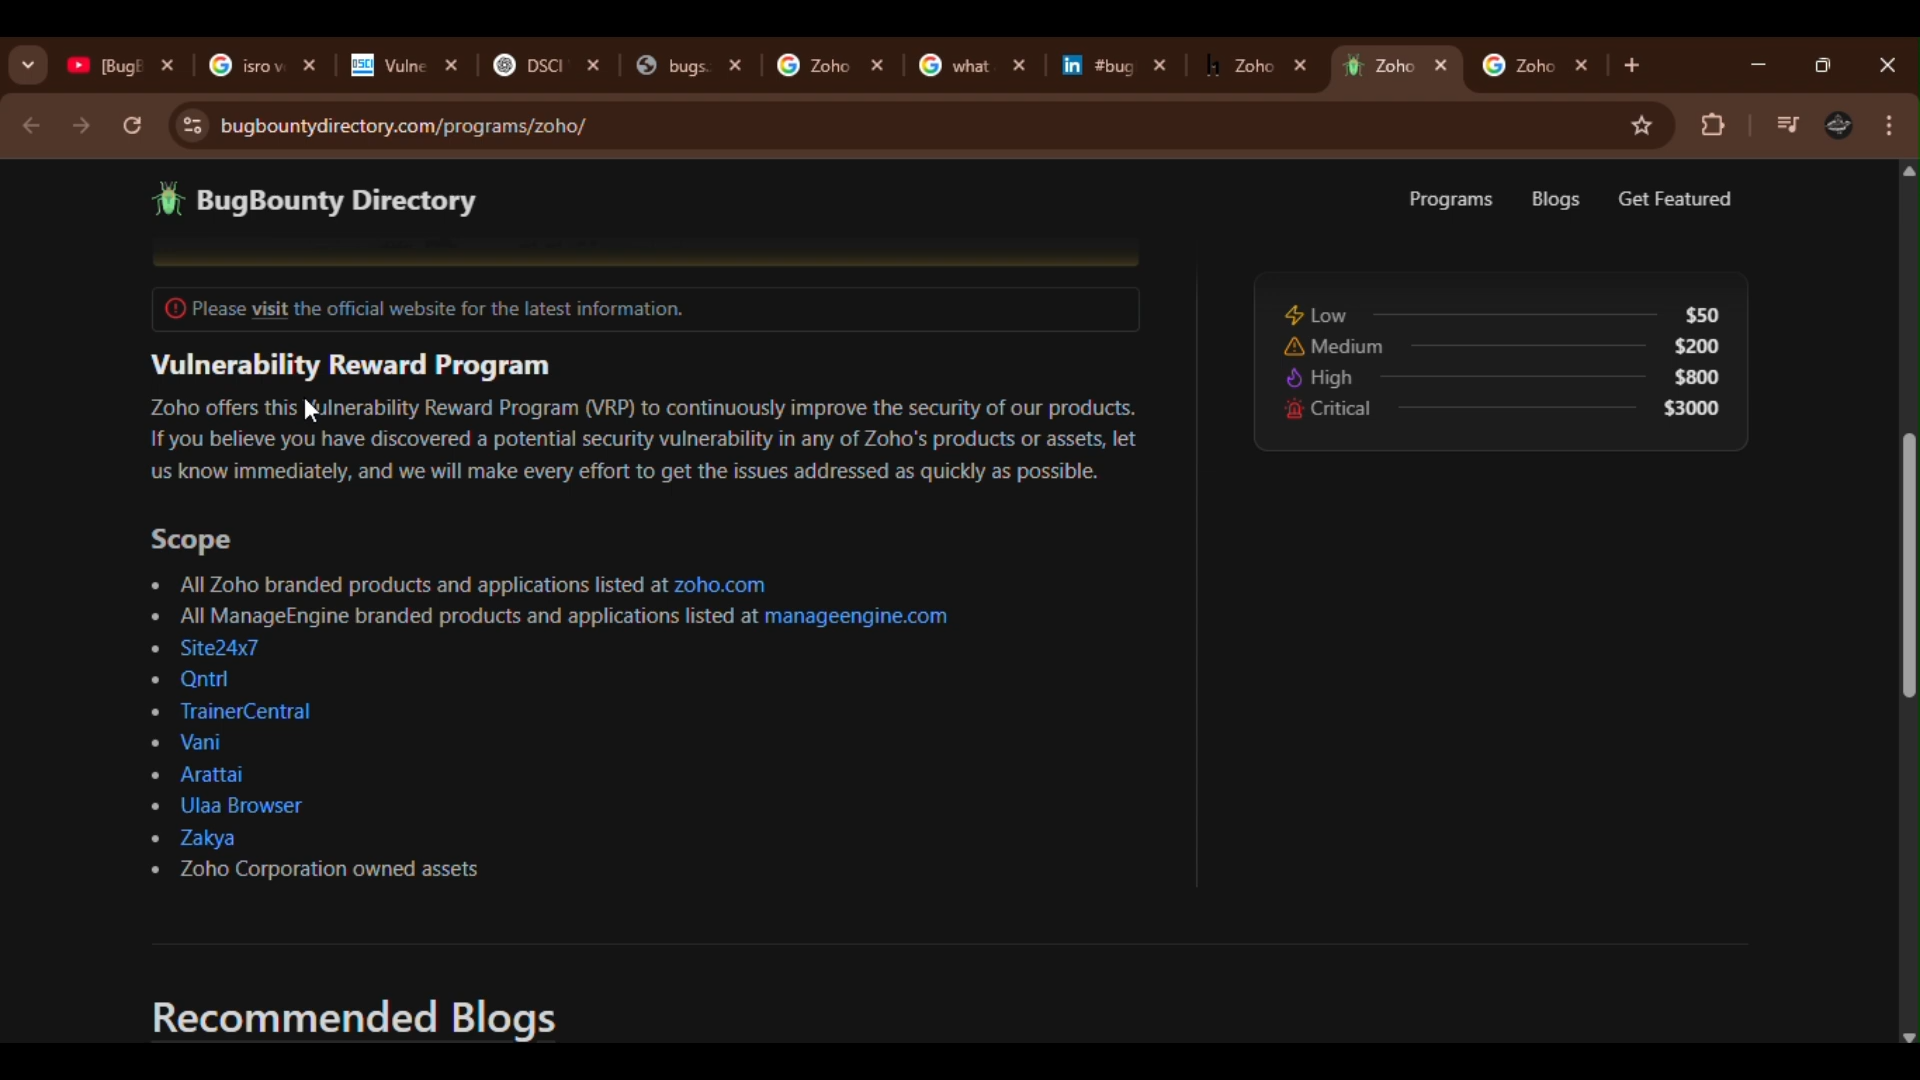 [BugB
isro v
DSCI
Vulne
DSCI
bugs.
Zoho
what
in
#bug
h
Zoho
Zoho
Zoho
bugbountydirectory.com/programs/zoho/
BugBounty Directory
Programs
Blogs
Get Featured
Please visit the official website for the latest information.
Low $50
Medium $200
High $800
Critical $3000
Vulnerability Reward Program
Zoho offers this Vulnerability Reward Program (VRP) to continuously improve the security of our products.
If you believe you have discovered a potential security vulnerability in any of Zoho's products or assets, let
us know immediately, and we will make every effort to get the issues addressed as quickly as possible.
Scope
• All Zoho branded products and applications listed at zoho.com
• All ManageEngine branded products and applications listed at manageengine.com
• Site24x7
• Qntrl
• TrainerCentral
• Vani
• Arattai
• Ulaa Browser
• Zakya
• Zoho Corporation owned assets
Recommended Blogs